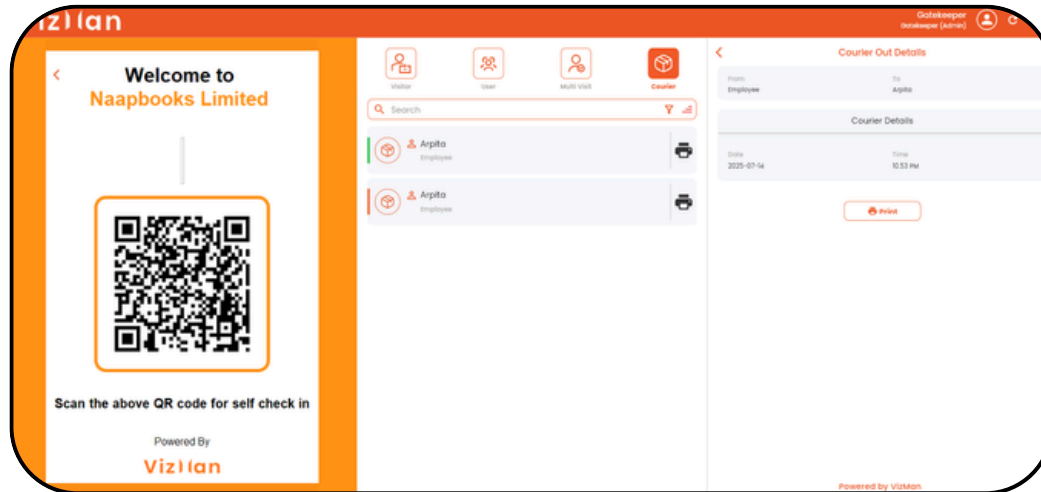 VizMan
Gatekeeper
Gatekeeper (Admin)
Welcome to
Naapbooks Limited
Scan the above QR code for self check in
Powered By
VizMan
Visitor
User
Multi Visit
Courier
Search
Arpita
Employee
Arpita
Employee
Courier Out Details
From
To
Employee
Arpita
Courier Details
Date
Time
2025-07-14
10.53 PM
Print
Powered by VizMan